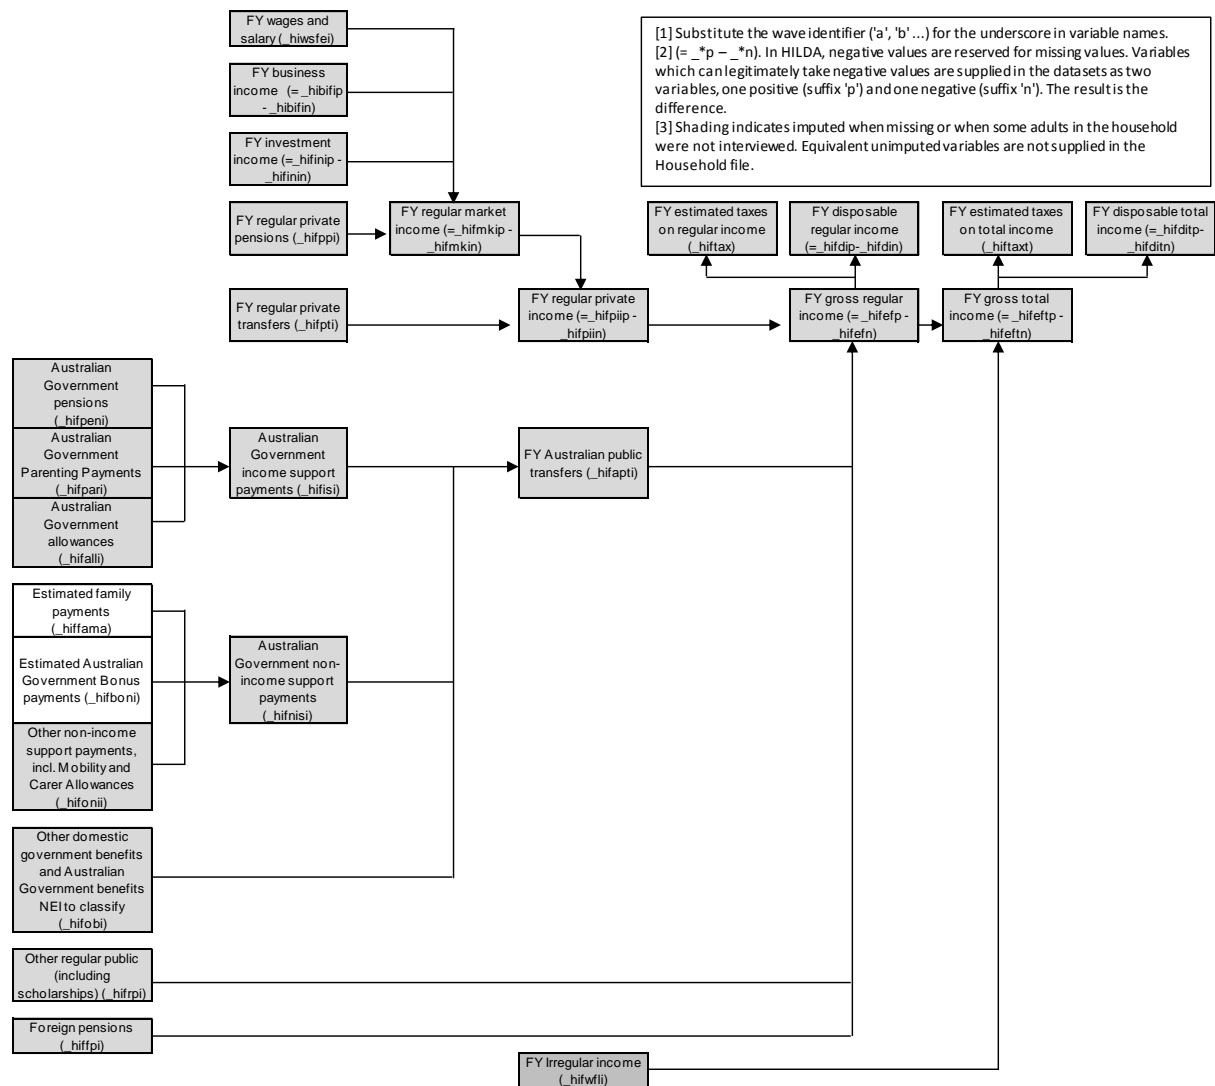 FY wages and
salary (_hiwsfei)
FY business
income (= _hibifip
- _hibifin)
FY investment
income (=_hifinip -
_hifinin)
[1] Substitute the wave identifier ('a', 'b' ...) for the underscore in variable names.
[2] (= _*p – _*n). In HILDA, negative values are reserved for missing values. Variables
which can legitimately take negative values are supplied in the datasets as two
variables, one positive (suffix 'p') and one negative (suffix 'n'). The result is the
difference.
[3] Shading indicates imputed when missing or when some adults in the household
were not interviewed. Equivalent unimputed variables are not supplied in the
Household file.
FY regular private
pensions (_hifppi)
FY regular market
income (=_hifmkip -
_hifmkin)
FY estimated taxes
on regular income
(_hiftax)
FY disposable
regular income
(=_hifdip-_hifdin)
FY estimated taxes
on total income
(_hiftaxt)
FY disposable total
income (=_hifditp-
_hifditn)
FY regular private
transfers (_hifpti)
FY regular private
income (=_hifpiip -
_hifpiin)
FY gross regular
income (= _hifefp -
_hifefn)
FY gross total
income (= _hifeftp -
_hifeftn)
Australian
Government
pensions
(_hifpeni)
Australian
Government
Parenting Payments
(_hifpari)
Australian
Government
allowances
(_hifalli)
Australian
Government
income support
payments (_hifisi)
FY Australian public
transfers (_hifapti)
Estimated family
payments
(_hiffama)
Estimated Australian
Government Bonus
payments (_hifboni)
Other non-income
support payments,
incl. Mobility and
Carer Allowances
(_hifonii)
Australian
Government non-
income support
payments
(_hifnisi)
Other domestic
government benefits
and Australian
Government benefits
NEI to classify
(_hifobi)
Other regular public
(including
scholarships) (_hifrpi)
Foreign pensions
(_hiffpi)
FY Irregular income
(_hifwfli)